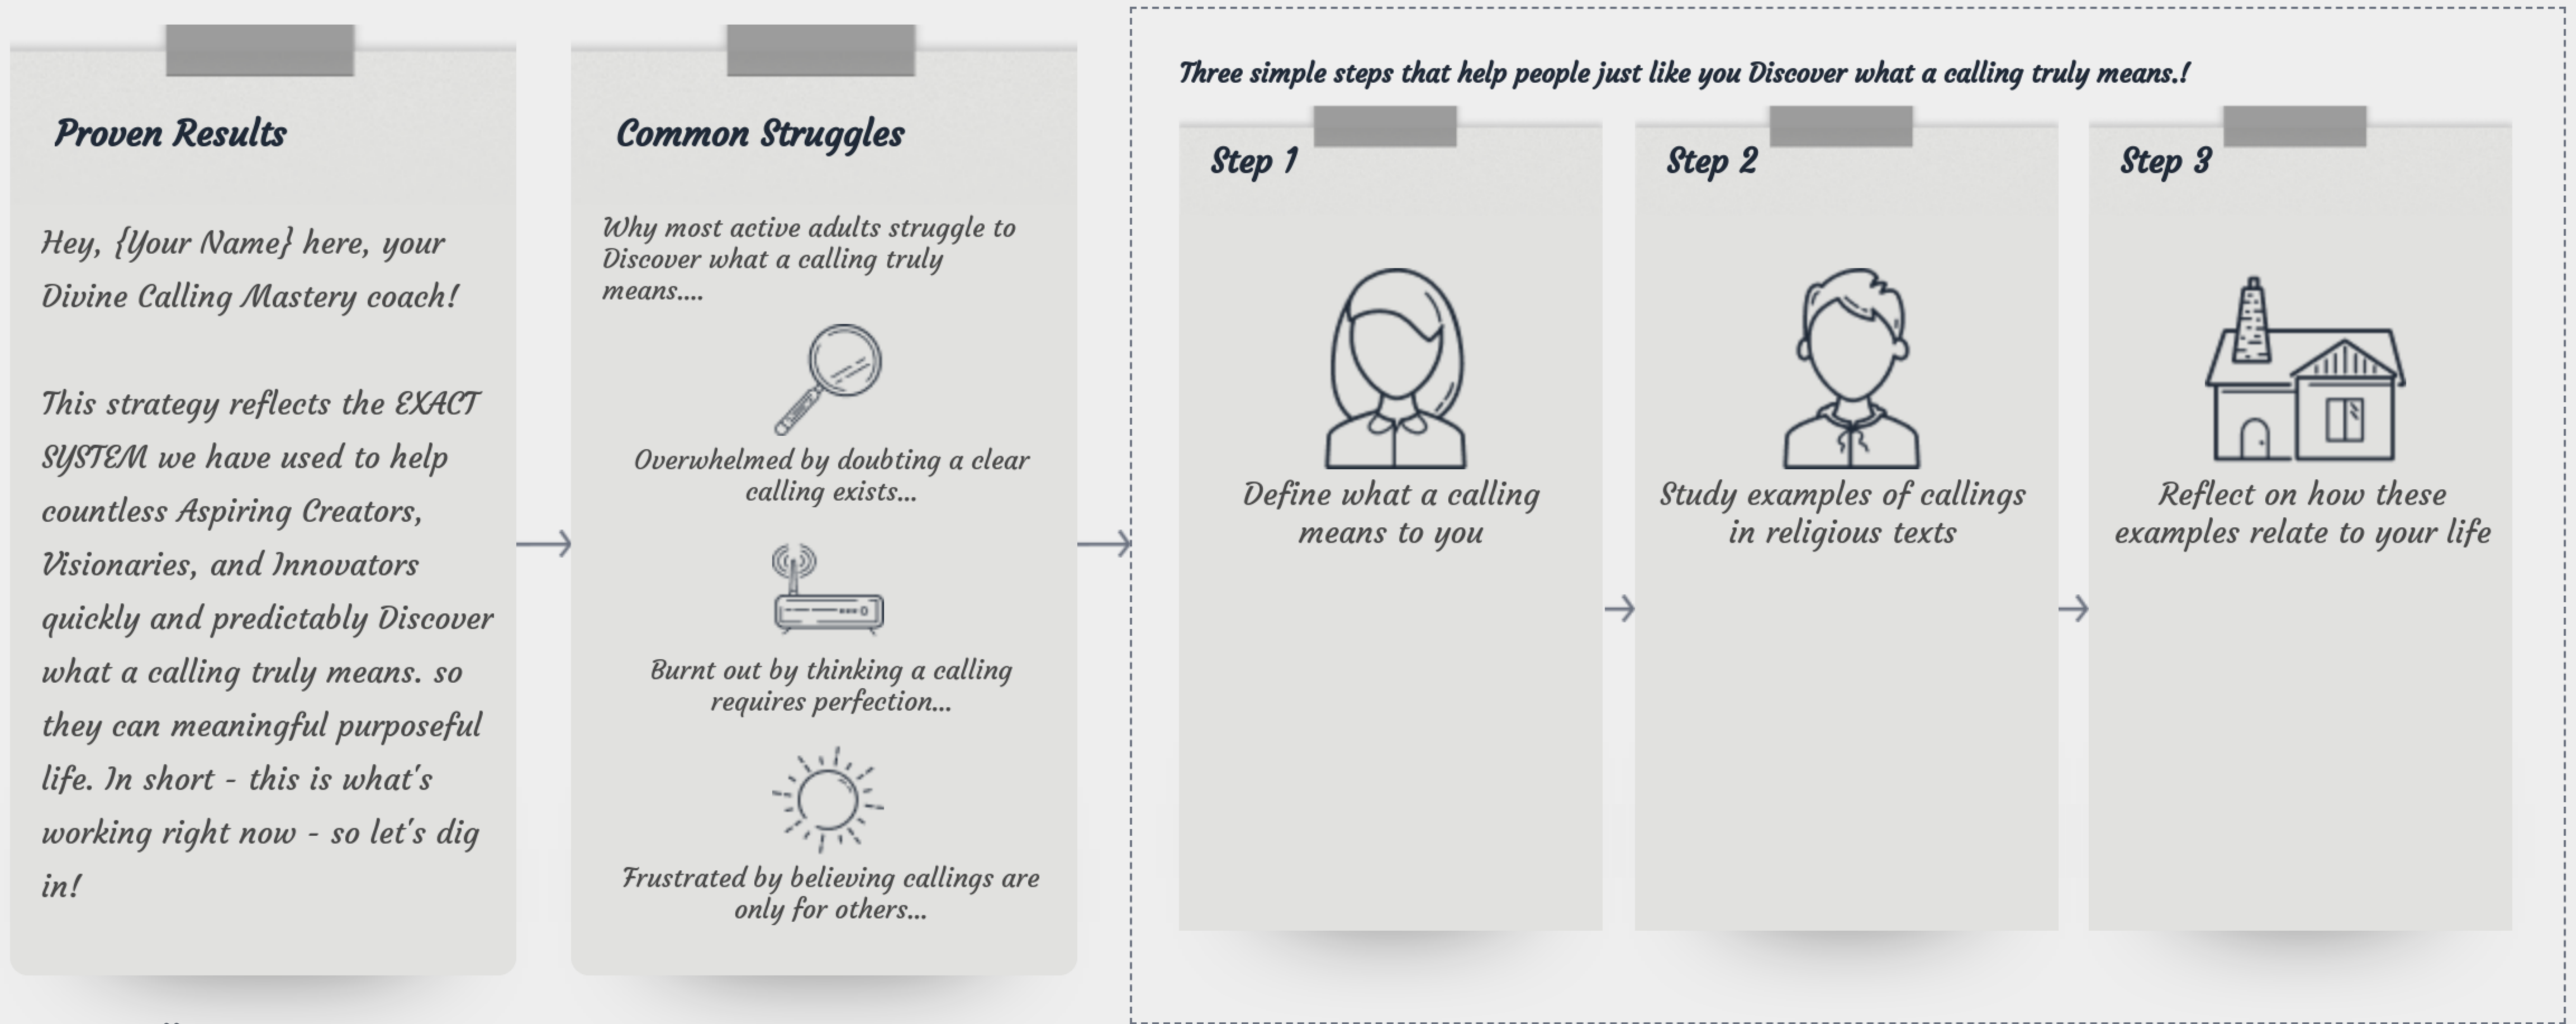 Proven Results
Hey, {Your Name} here, your
Divine Calling Mastery coach!
This strategy reflects the EXACT
SYSTEM we have used to help
countless Aspiring Creators,
Visionaries, and Innovators
quickly and predictably Discover
what a calling truly means. so
they can meaningful purposeful
life. In short - this is what's
working right now - so let's dig
in!
Common Struggles
Why most active adults struggle to
Discover what a calling truly
means....
Overwhelmed by doubting a clear
calling exists...
Burnt out by thinking a calling
requires perfection...
Frustrated by believing callings are
only for others...
Three simple steps that help people just like you Discover what a calling truly means.!
Step 1
Define what a calling
means to you
Step 2
Study examples of callings
in religious texts
Step 3
Reflect on how these
examples relate to your life